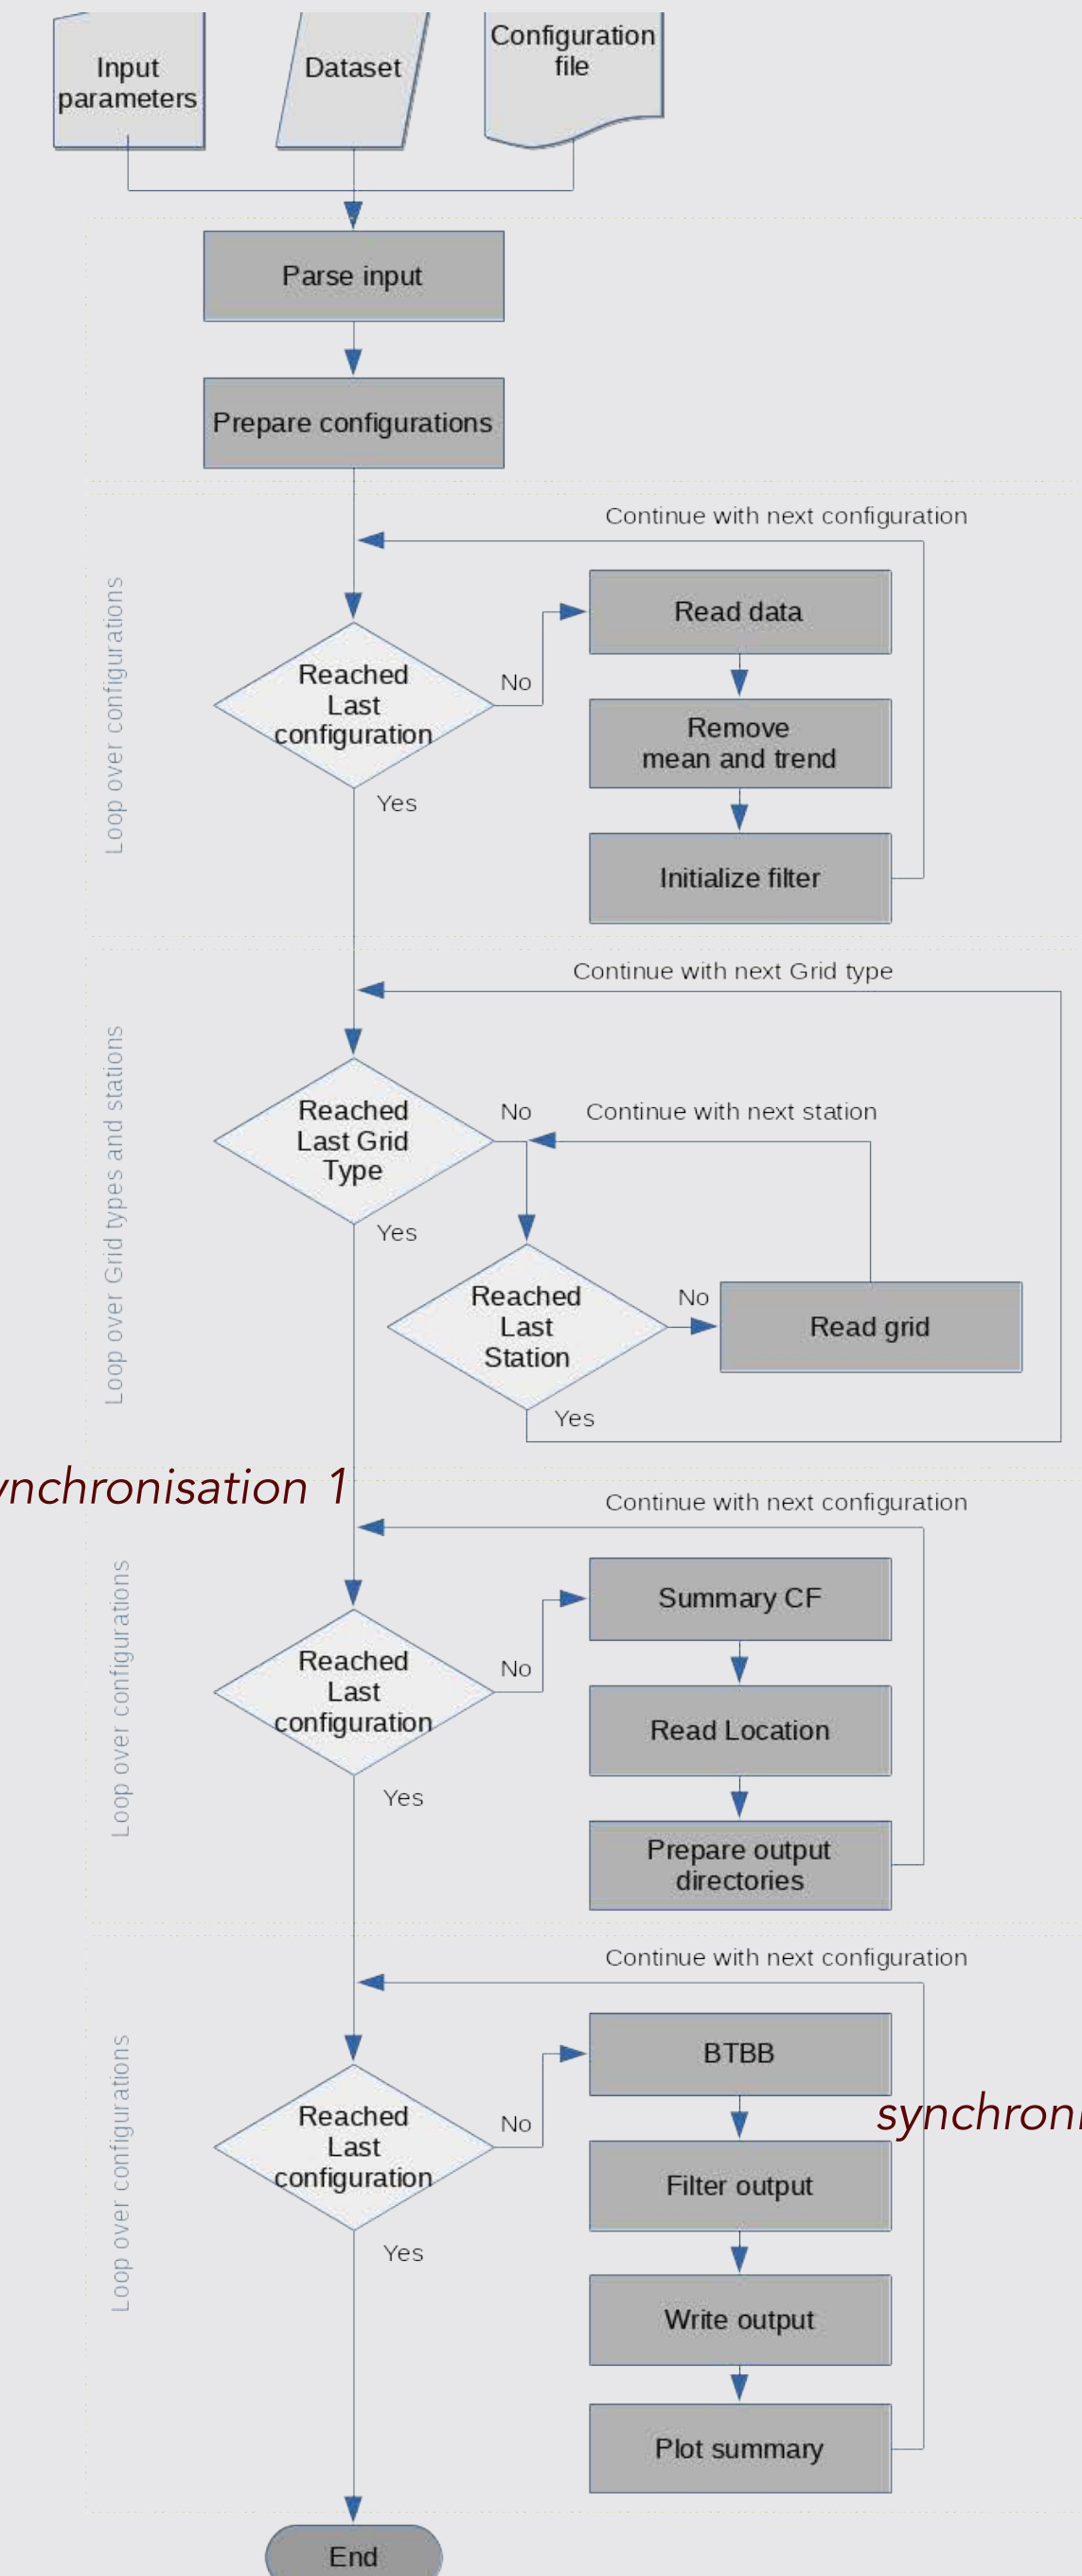 Input
parameters
Dataset
Configuration
file
Parse input
Prepare configurations
Loop over configurations
Continue with next configuration
Reached
Last
configuration
No
Yes
Read data
Remove
mean and trend
Initialize filter
Loop over Grid types and stations
Continue with next Grid type
Reached
Last Grid
Type
No
Yes
Continue with next station
Reached
Last
Station
No
Yes
Read grid
ynchronisation 1
Loop over configurations
Continue with next configuration
Reached
Last
configuration
No
Yes
Summary CF
Read Location
Prepare output
directories
Loop over configurations
Continue with next configuration
Reached
Last
configuration
No
Yes
BTBB
synchroni
Filter output
Write output
Plot summary
End